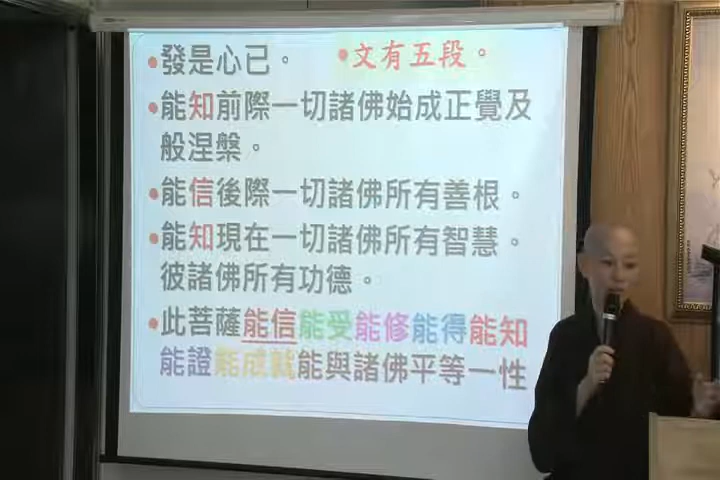 •發是心已。 •文有五段。
•能知前際一切諸佛始成正覺及
般涅槃。
•能信後際一切諸佛所有善根。
•能知現在一切諸佛所有智慧。
彼諸佛所有功德。
•此菩薩能信能受能修能得能知
能證能成就能與諸佛平等一性